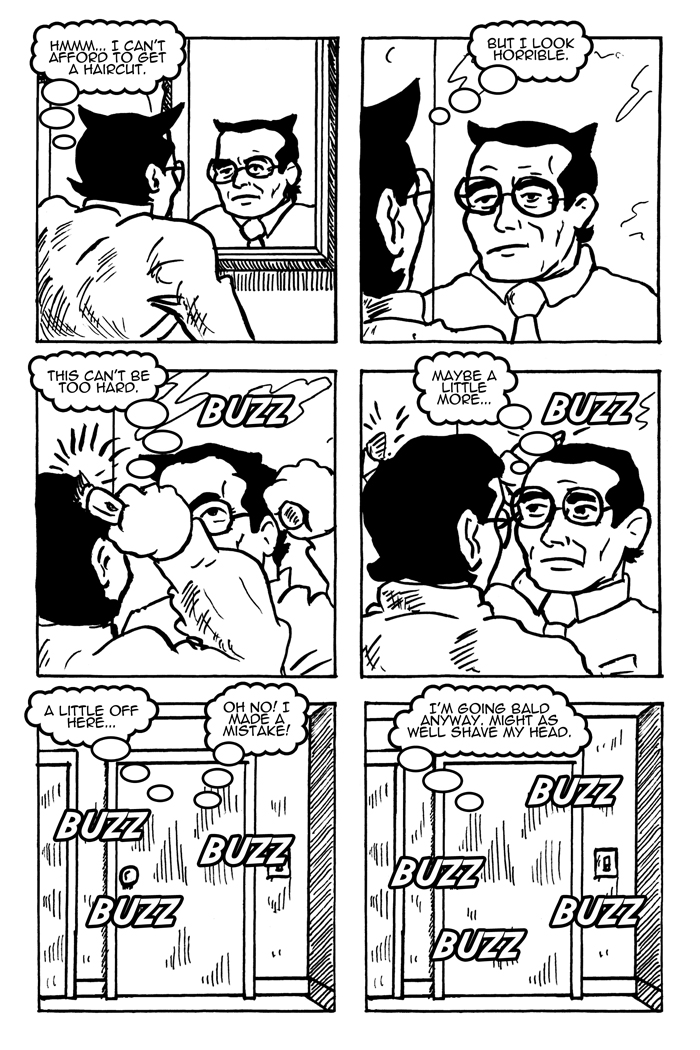 HMMM... I CAN'T
AFFORD TO GET
A HAIRCUT.
BUT I LOOK
HORRIBLE.
THIS CAN'T BE
TOO HARD.
BUZZ
MAYBE A
LITTLE
MORE...
BUZZ
A LITTLE OFF
HERE...
OH NO! I
MADE A
MISTAKE!
BUZZ
BUZZ
BUZZ
I'M GOING BALD
ANYWAY. MIGHT AS
WELL SHAVE MY HEAD.
BUZZ
BUZZ
BUZZ
BUZZ